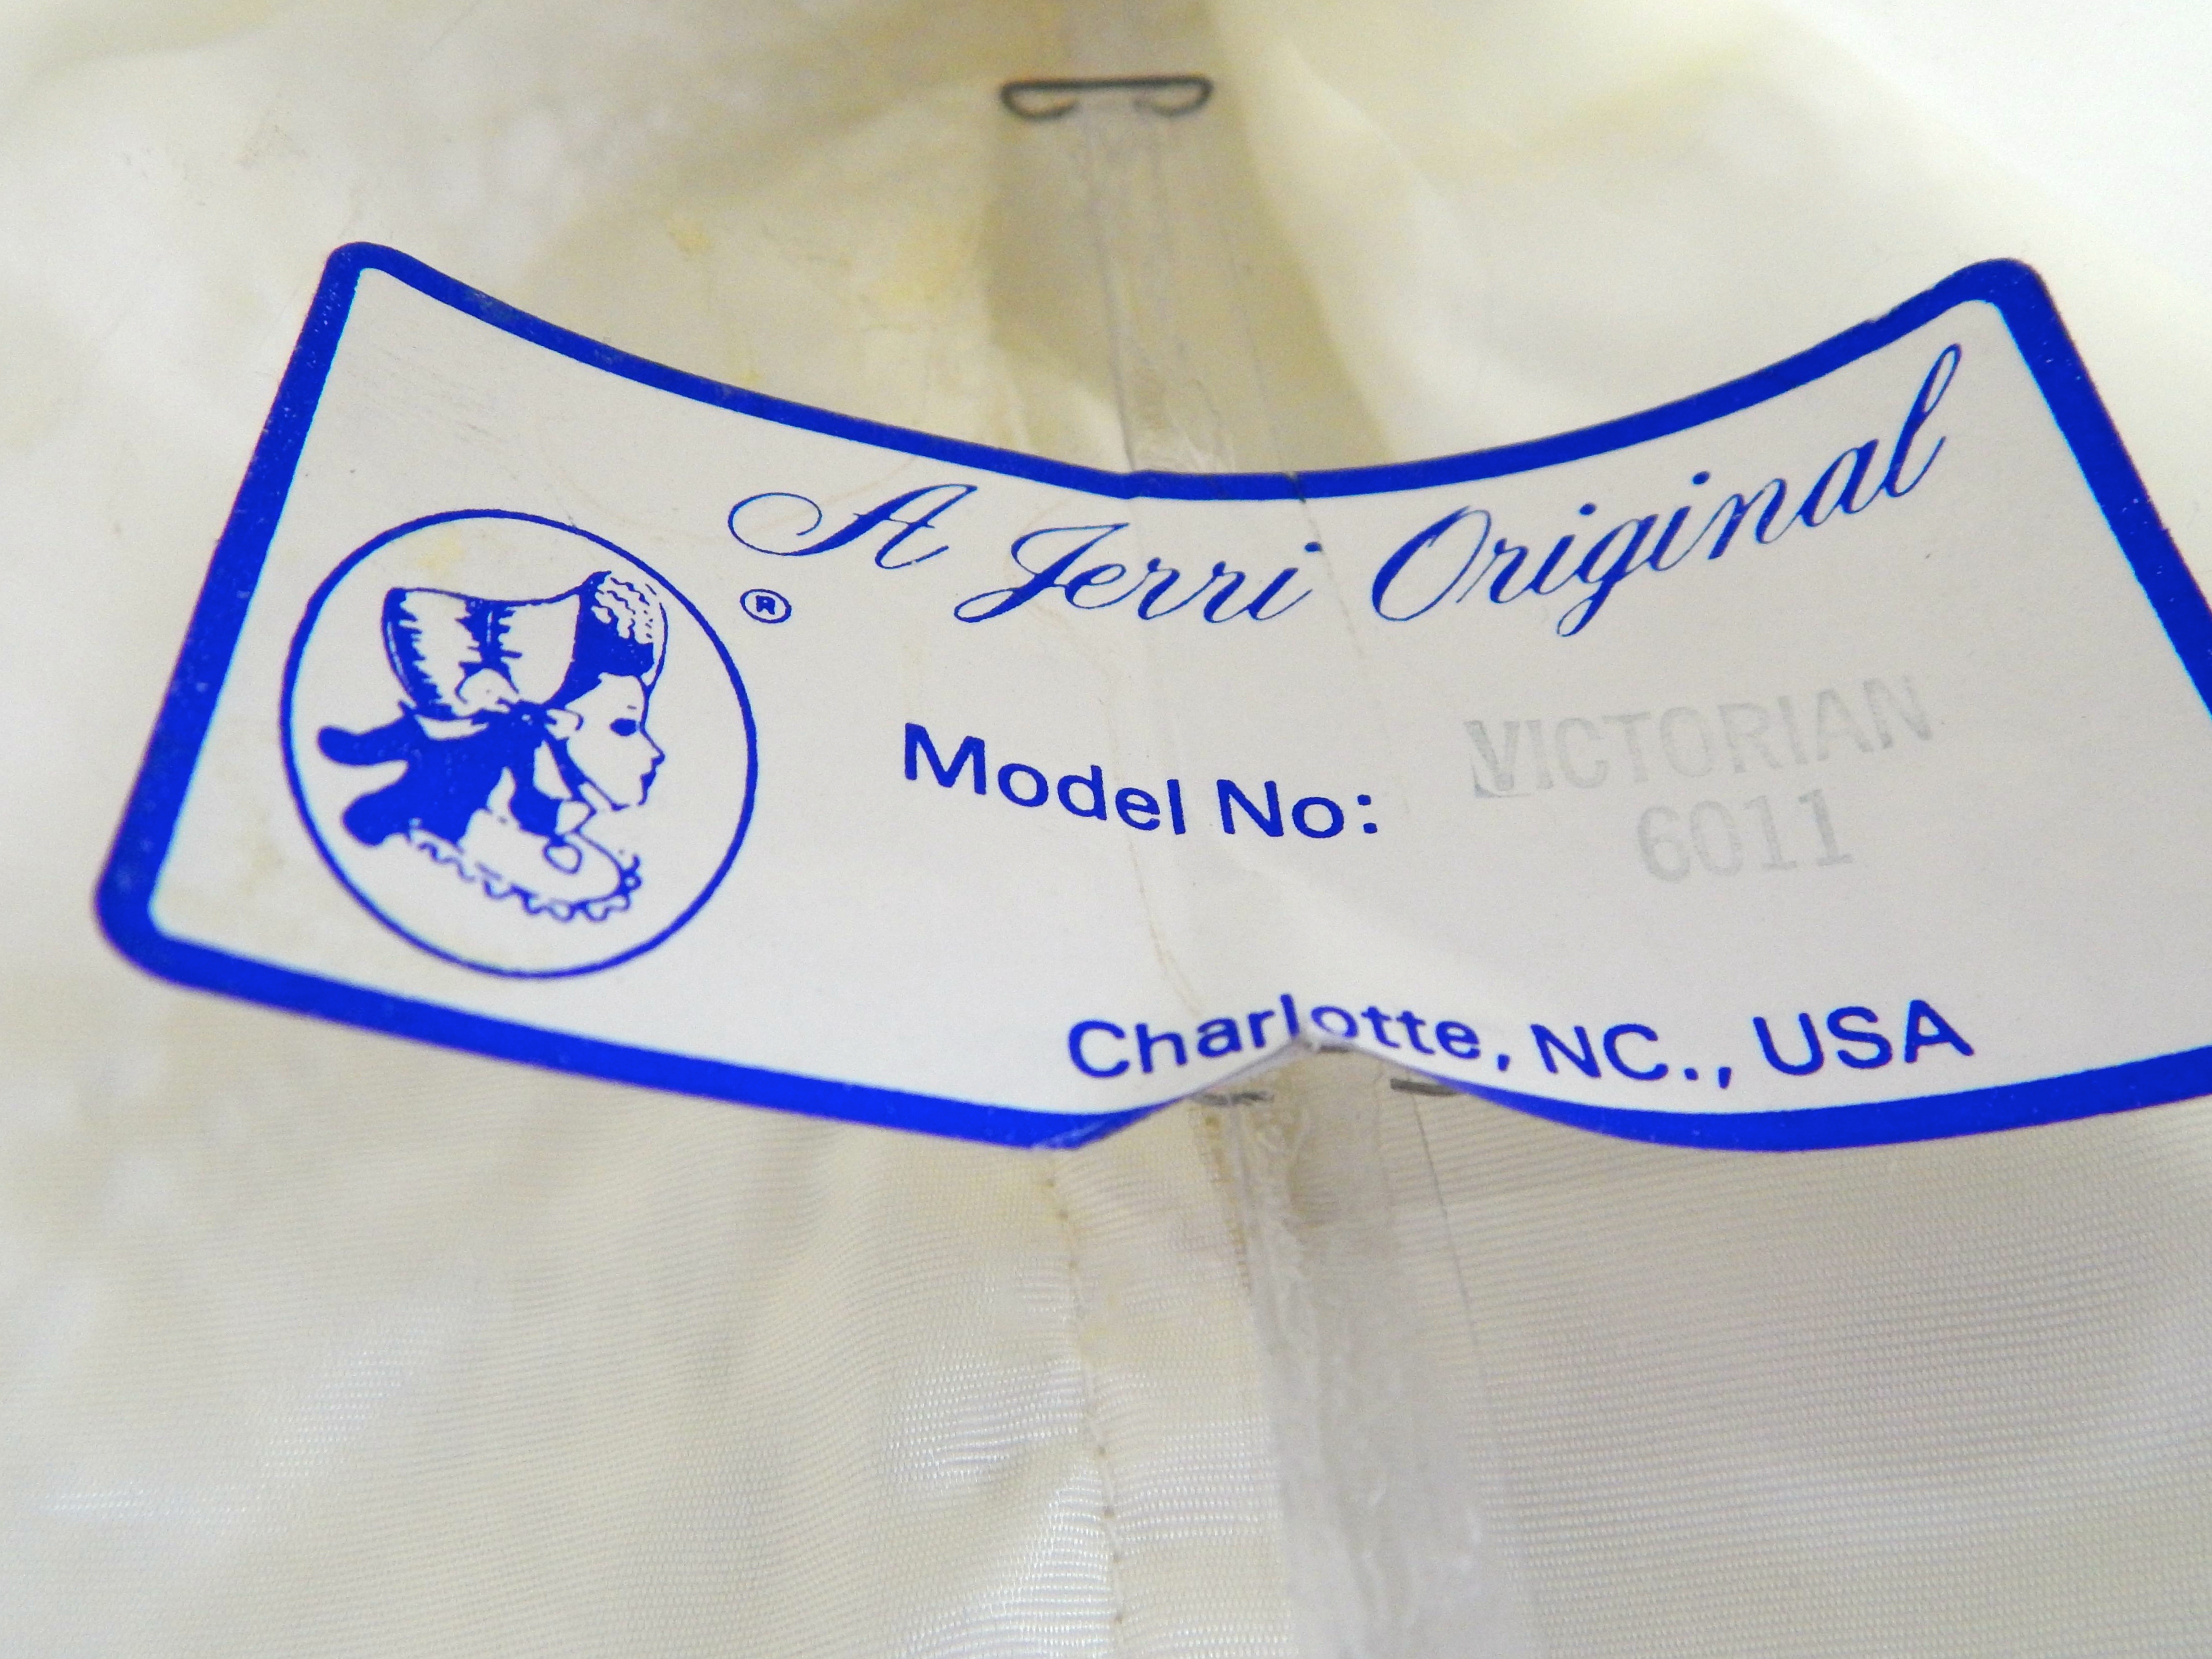 A Jerri Original
®
Model No: VICTORIAN
6011
Charlotte, NC., USA